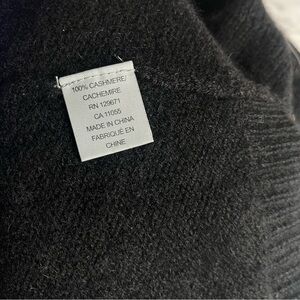 100% CASHMERE/
CACHEMIRE
RN 129671
CA 11055
MADE IN CHINA
FABRIQUÉ EN
CHINE